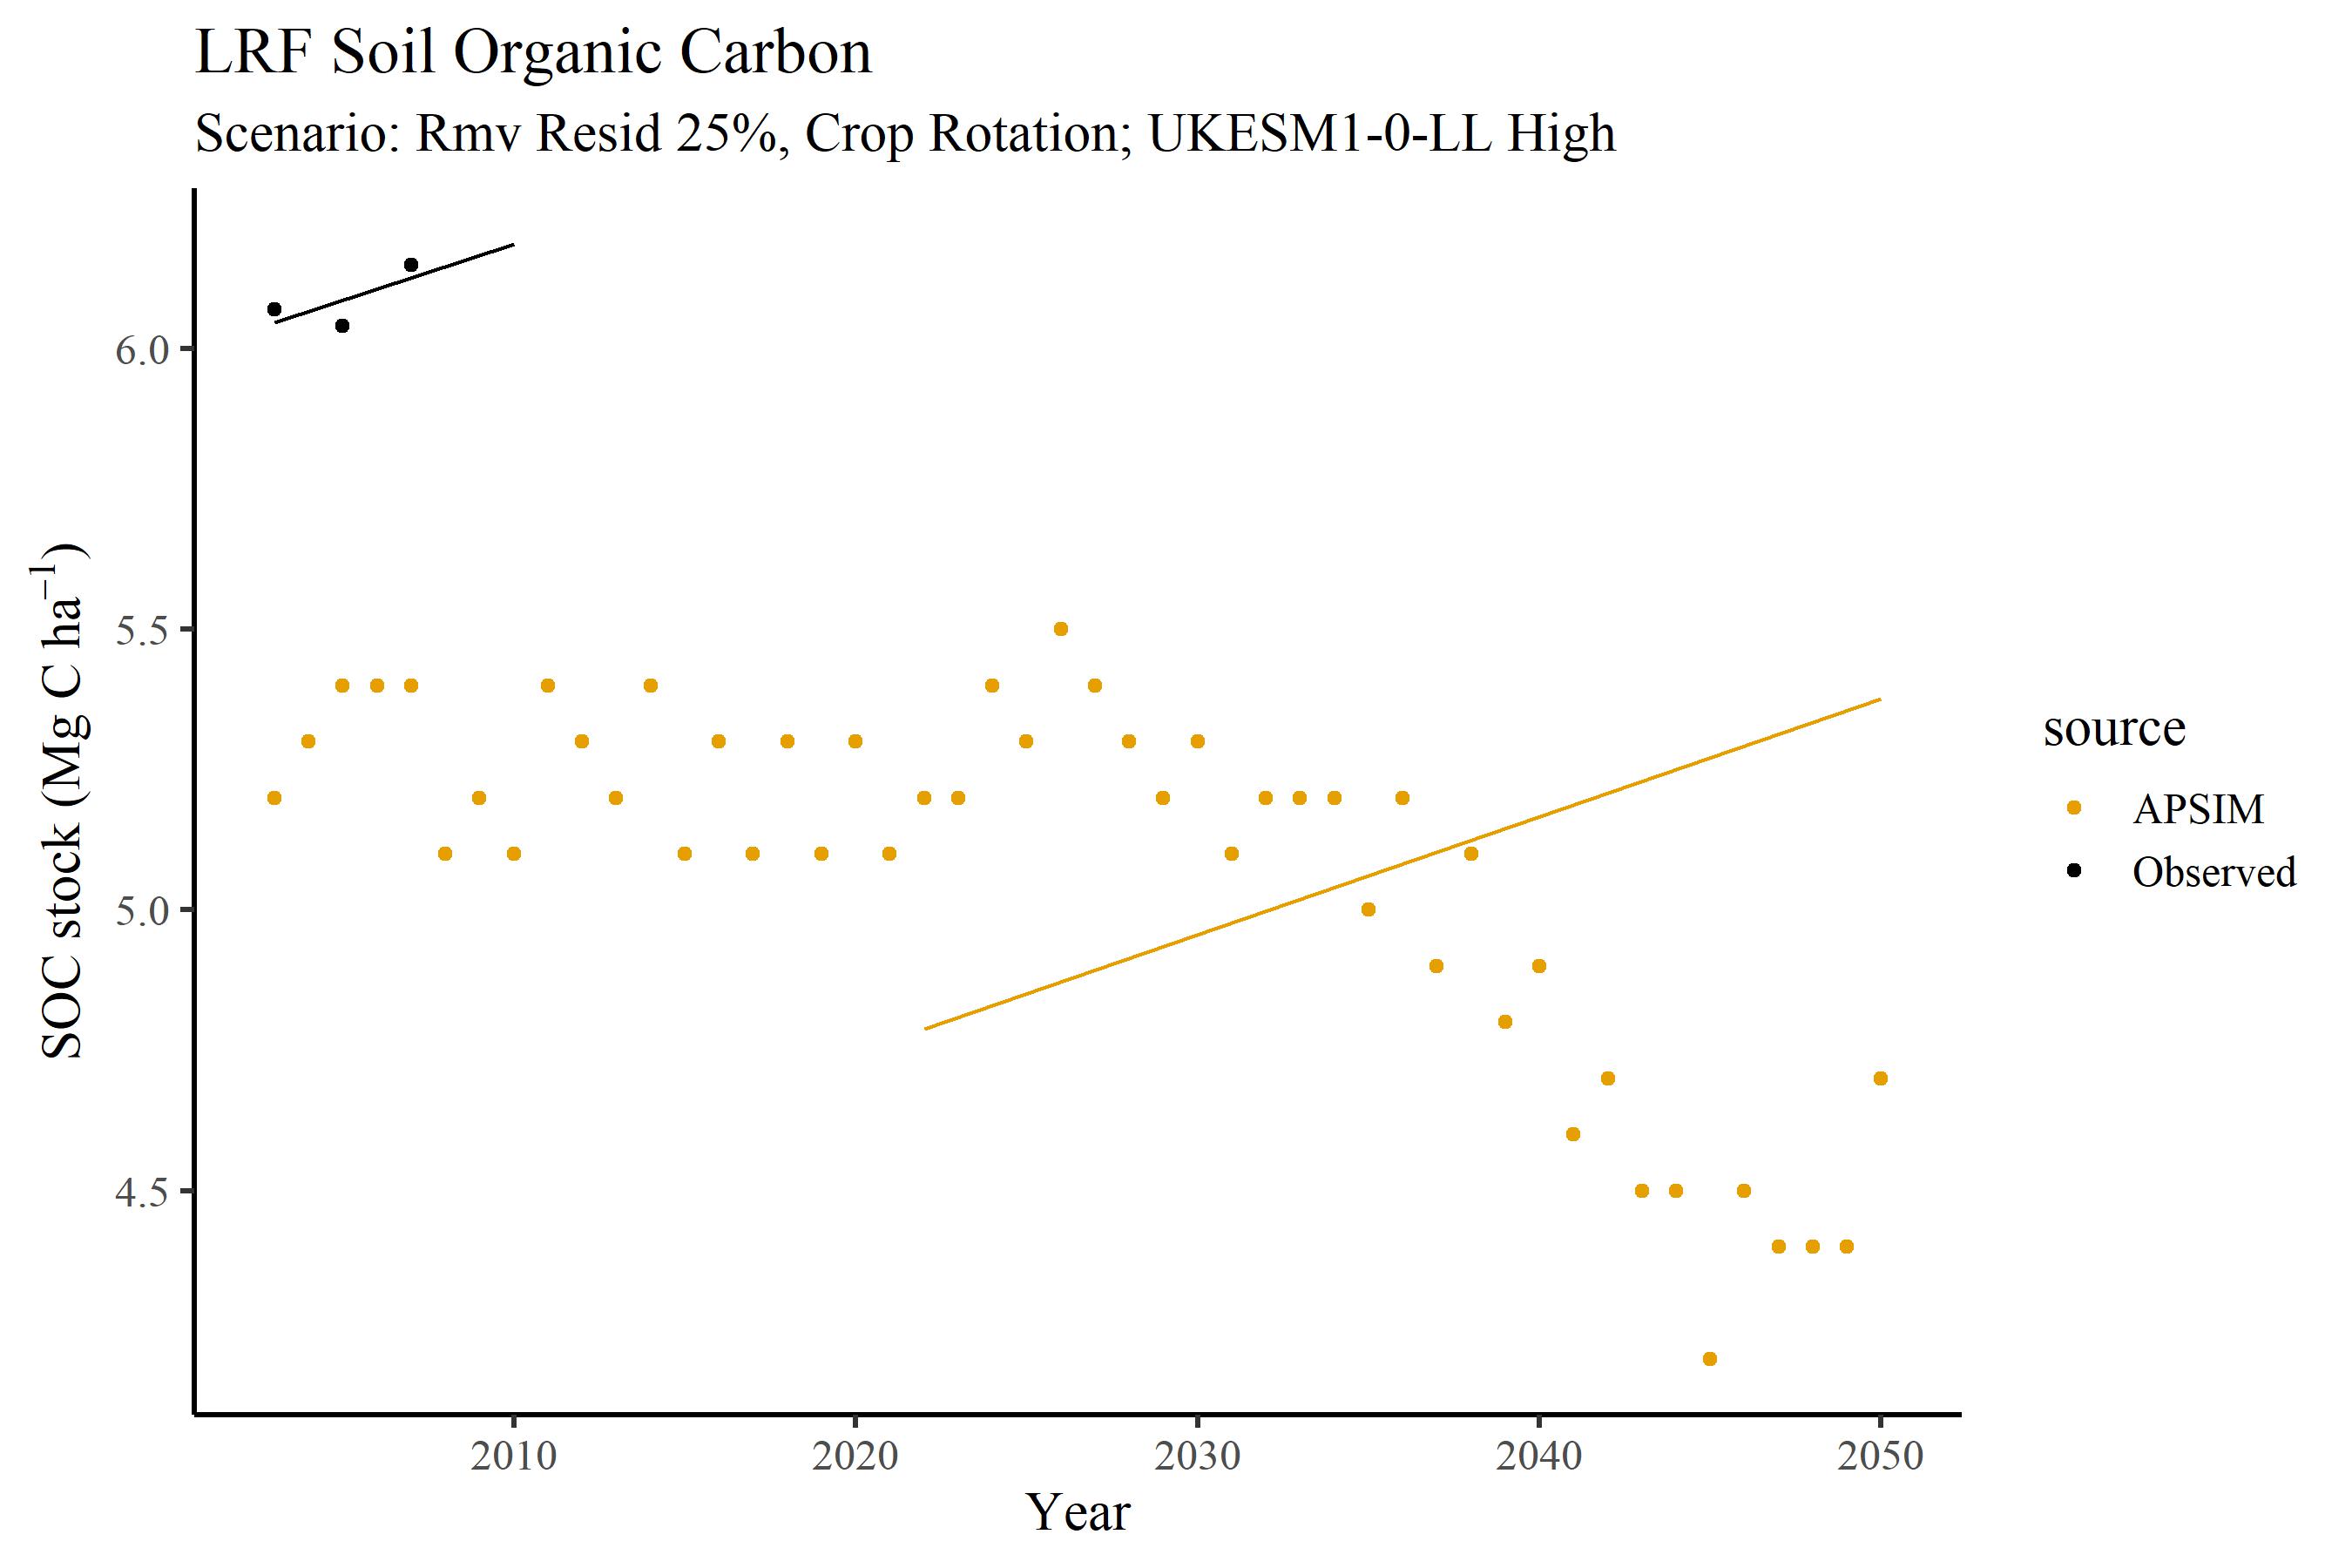 LRF Soil Organic Carbon
Scenario: Rmv Resid 25%, Crop Rotation; UKESM1-0-LL High
SOC stock (Mg C ha⁻¹)
6.0
5.5
5.0
4.5
2010 2020 2030 2040 2050
Year
source
APSIM
Observed